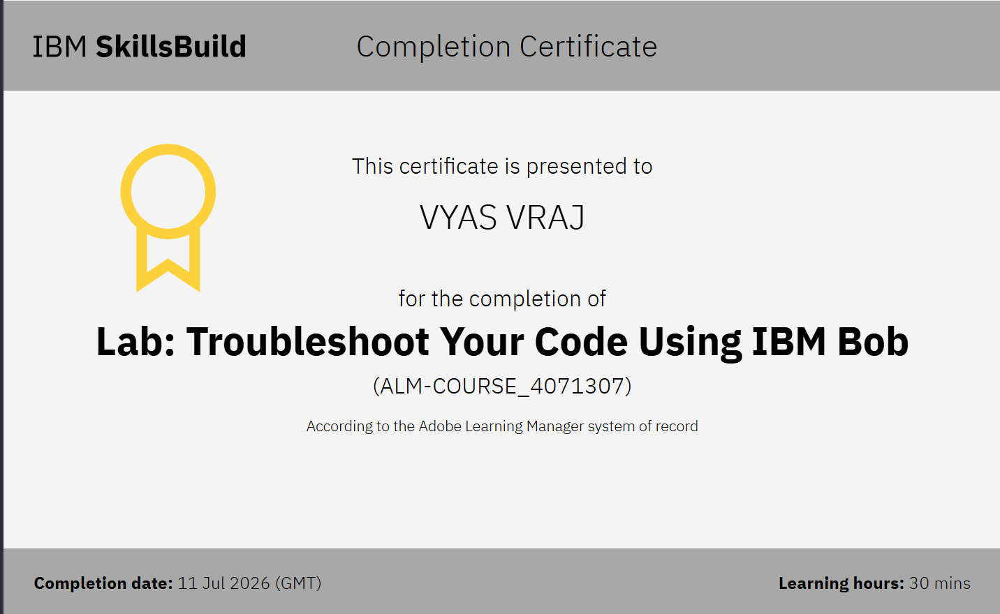 IBM SkillsBuild
Completion Certificate
This certificate is presented to
VYAS VRAJ
for the completion of
Lab: Troubleshoot Your Code Using IBM Bob
(ALM-COURSE_4071307)
According to the Adobe Learning Manager system of record
Completion date: 11 Jul 2026 (GMT)
Learning hours: 30 mins